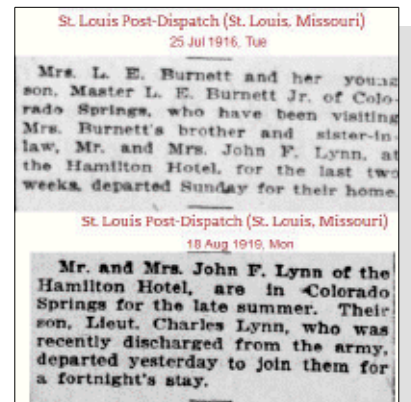 St. Louis Post-Dispatch (St. Louis, Missouri)
25 Jul 1916, Tue
Mrs. L. E. Burnett and her young
son, Master L. E. Burnett Jr. of Colo-
rado Springs, who have been visiting
Mrs. Burnett's brother and sister-in-
law, Mr. and Mrs. John F. Lynn, at
the Hamilton Hotel, for the last two
weeks, departed Sunday for their home.
St. Louis Post-Dispatch (St. Louis, Missouri)
18 Aug 1919, Mon
Mr. and Mrs. John F. Lynn of the
Hamilton Hotel, are in Colorado
Springs for the late summer. Their
son, Lieut. Charles Lynn, who was
recently discharged from the army,
departed yesterday to join them for
a fortnight's stay.